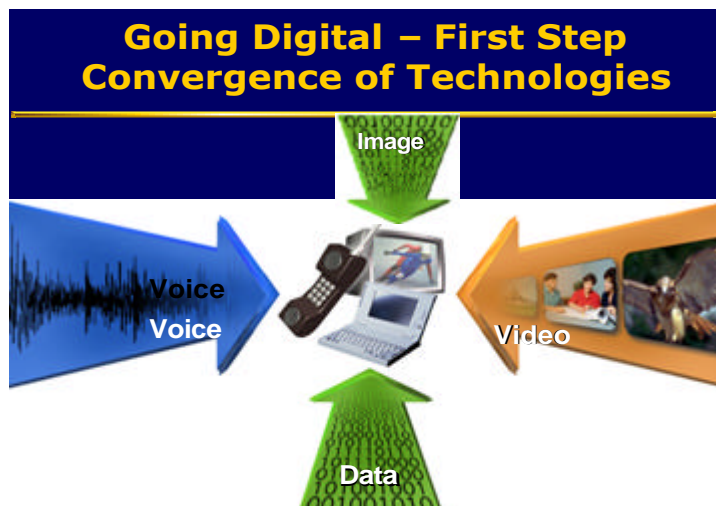 Going Digital – First Step
Convergence of Technologies
Image
Voice
Voice
Video
Data